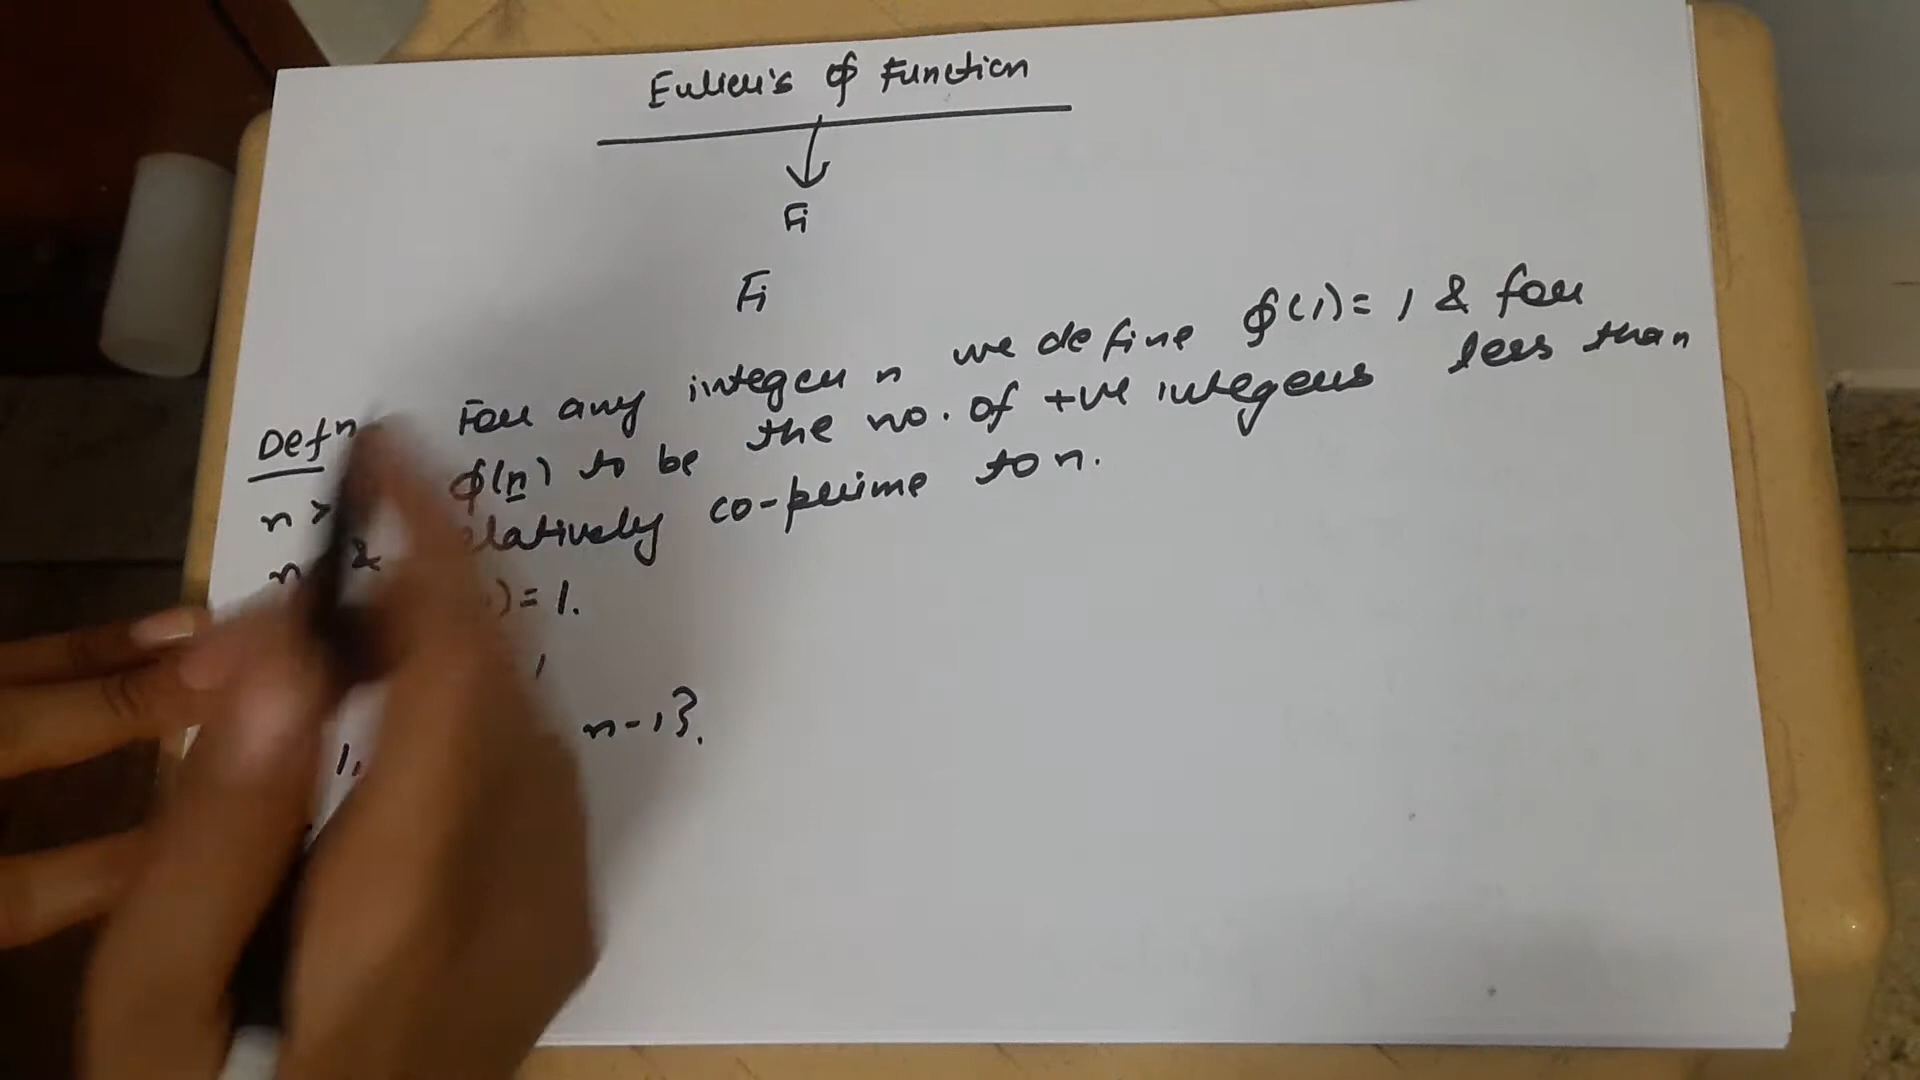 Euler's ϕ Function
Fi
Fi
Defn For any integer n we define ϕ(1) = 1 & for
n > ϕ(n) to be the no. of +ve integers less than
n & co-prime to n.
) = 1.
1
1, n-1}.